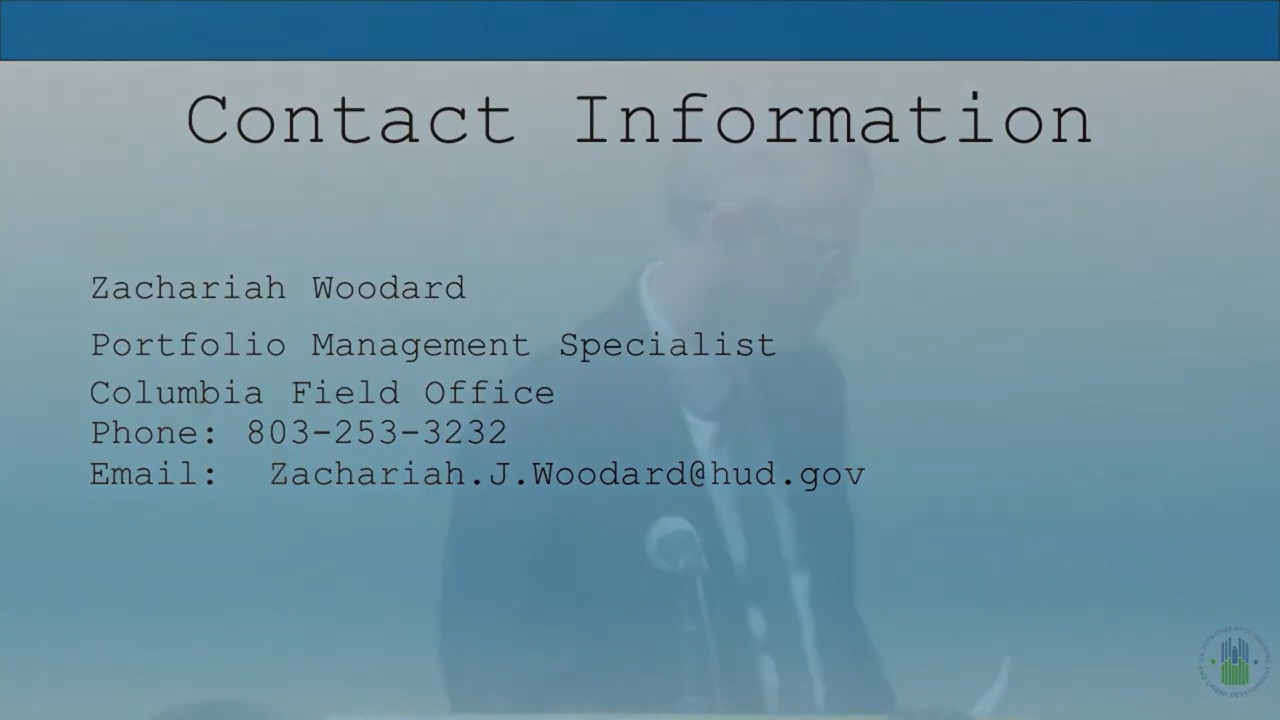 Contact Information
Zachariah Woodard
Portfolio Management Specialist
Columbia Field Office
Phone: 803-253-3232
Email: Zachariah.J.Woodard@hud.gov